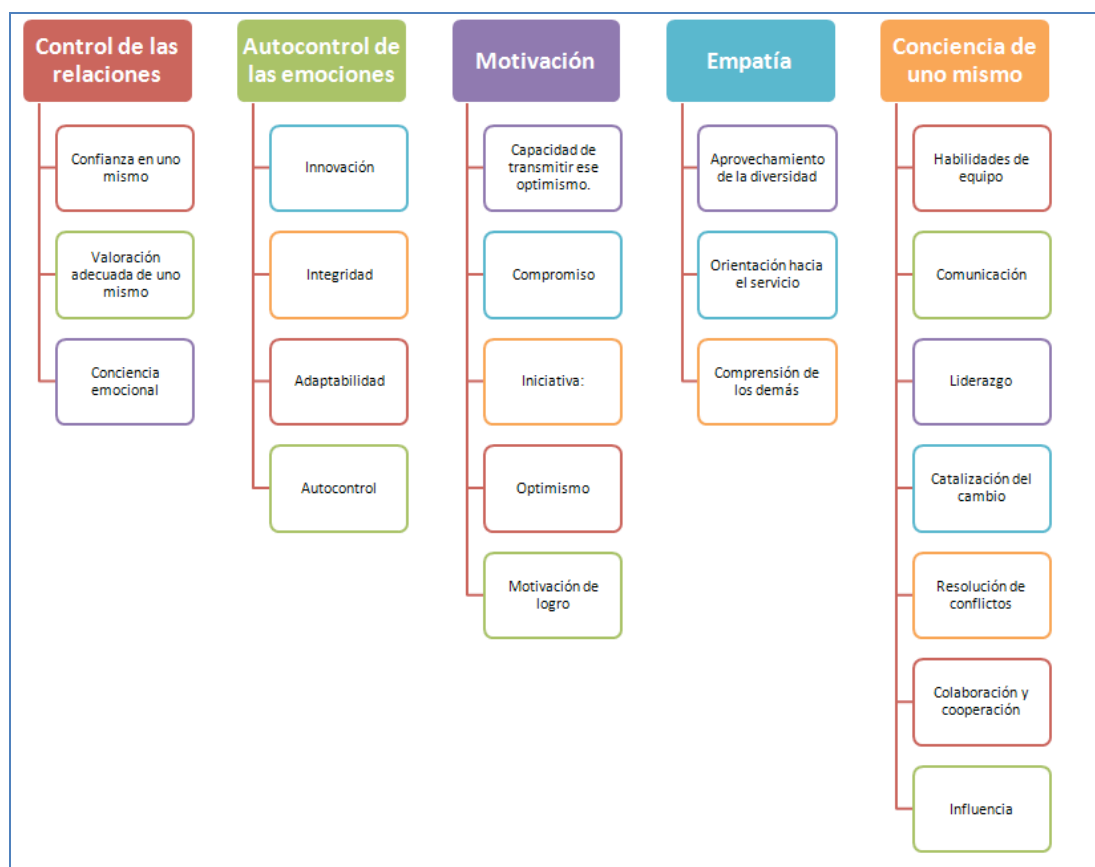 Control de las
relaciones
Confianza en uno
mismo
Valoración
adecuada de uno
mismo
Conciencia
emocional
Autocontrol de
las emociones
Innovación
Integridad
Adaptabilidad
Autocontrol
Motivación
Capacidad de
transmitir ese
optimismo.
Compromiso
Iniciativa:
Optimismo
Motivación de
logro
Empatía
Aprovechamiento
de la diversidad
Orientación hacia
el servicio
Comprensión de
los demás
Conciencia de
uno mismo
Habilidades de
equipo
Comunicación
Liderazgo
Catalización del
cambio
Resolución de
conflictos
Colaboración y
cooperación
Influencia